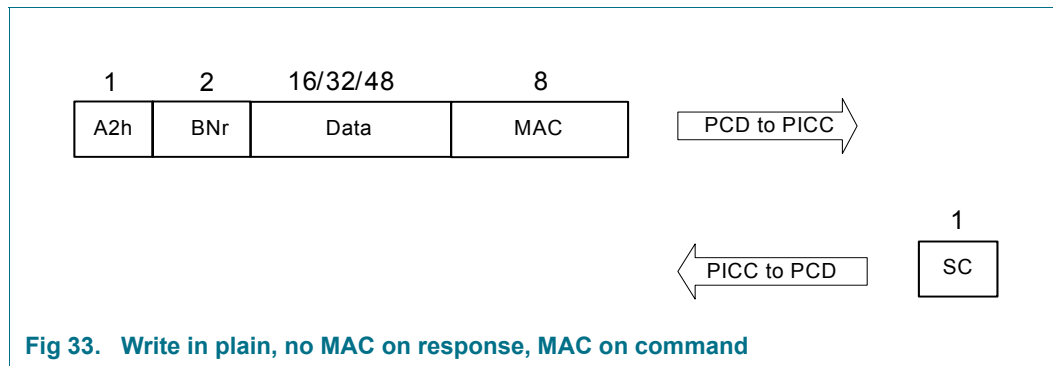 1 2 16/32/48 8
A2h BNr Data MAC PCD to PICC
1
PICC to PCD SC
Fig 33. Write in plain, no MAC on response, MAC on command